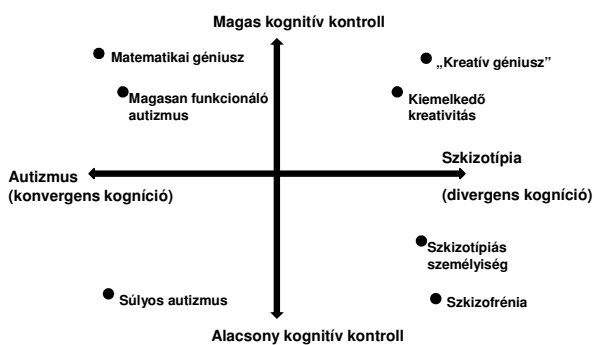 Magas kognitív kontroll
Matematikai géniusz
„Kreatív géniusz”
Magasan funkcionáló
autizmus
Kiemelkedő
kreativitás
Autizmus
(konvergens kogníció)
Szkizotípia
(divergens kogníció)
Szkizotípiás
személyiség
Súlyos autizmus
Szkizofrénia
Alacsony kognitív kontroll